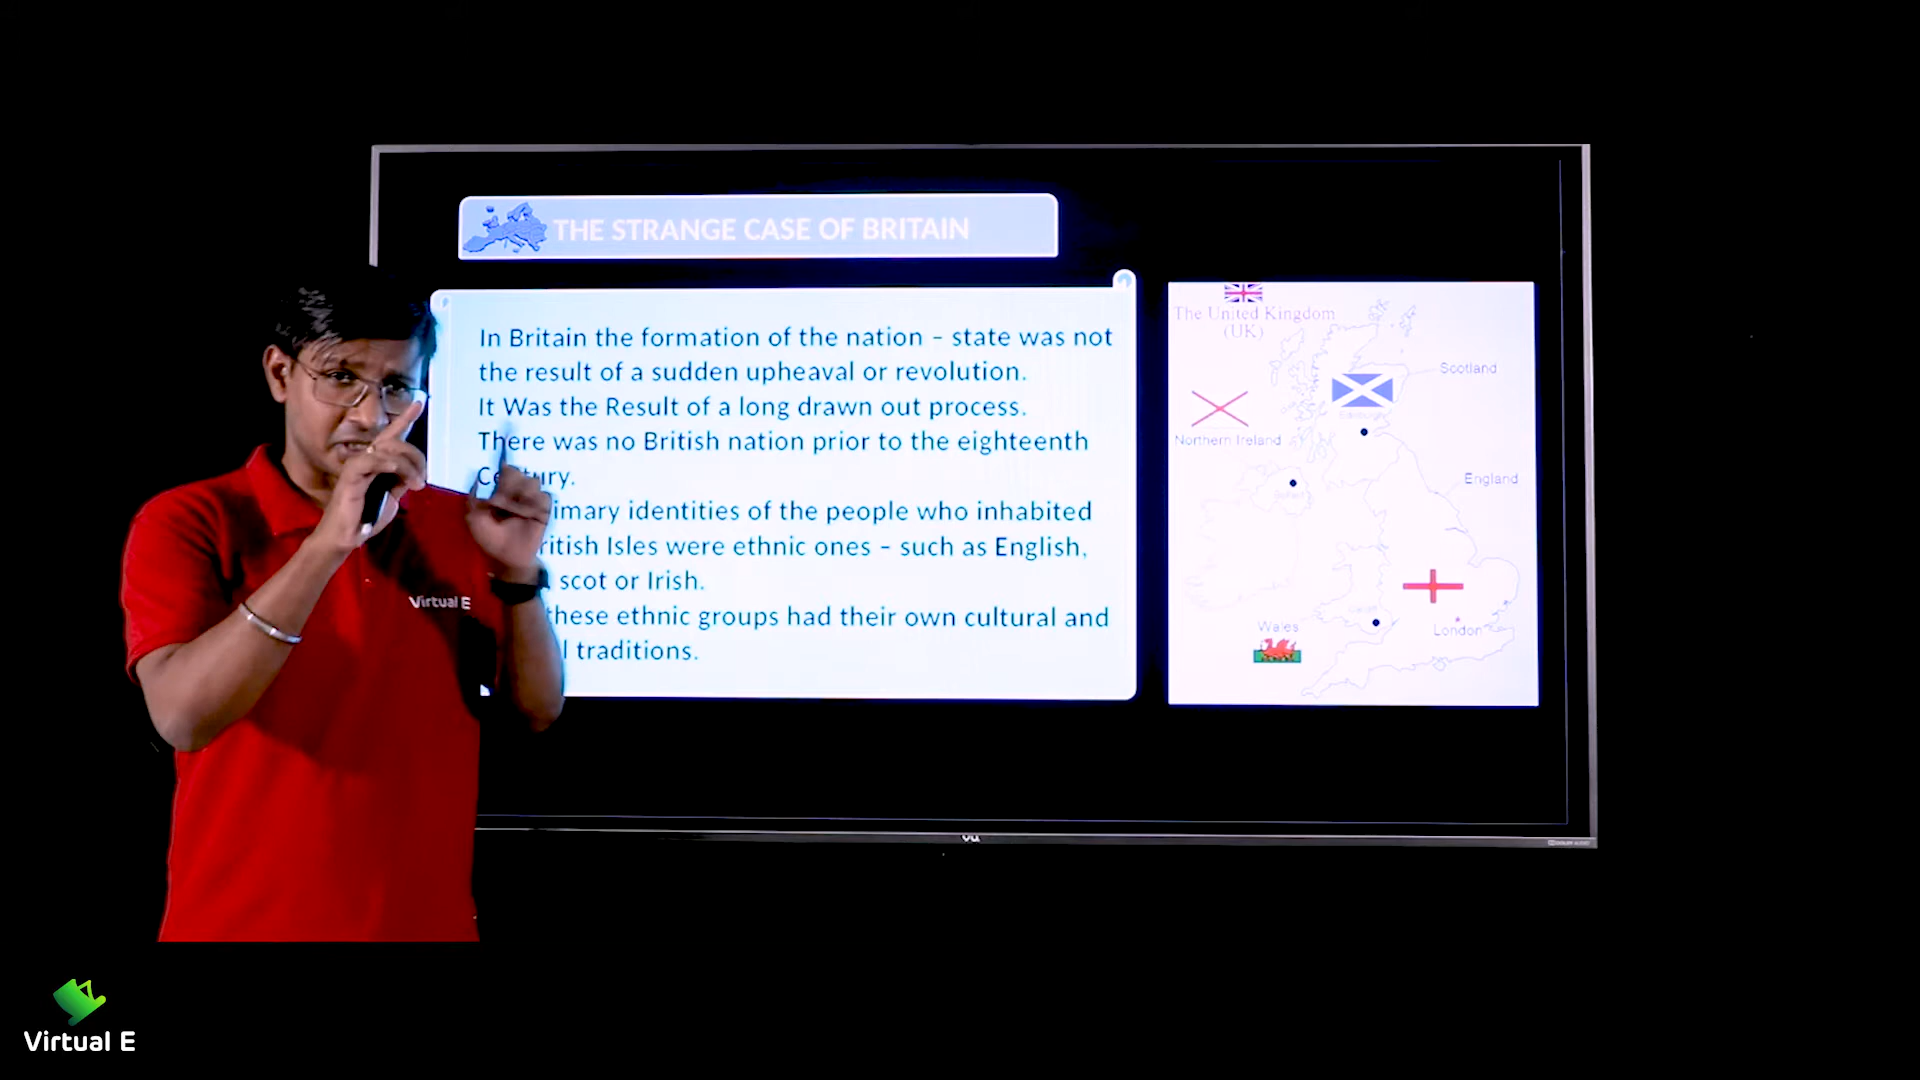 THE STRANGE CASE OF BRITAIN
In Britain the formation of the nation – state was not
the result of a sudden upheaval or revolution.
It Was the Result of a long drawn out process.
There was no British nation prior to the eighteenth
Century.
imary identities of the people who inhabited
ritish Isles were ethnic ones – such as English,
scot or Irish.
these ethnic groups had their own cultural and
l traditions.
The United Kingdom
(UK)
Scotland
Edinburgh
Northern Ireland
Belfast
England
Wales
London
Virtual E
Virtual E